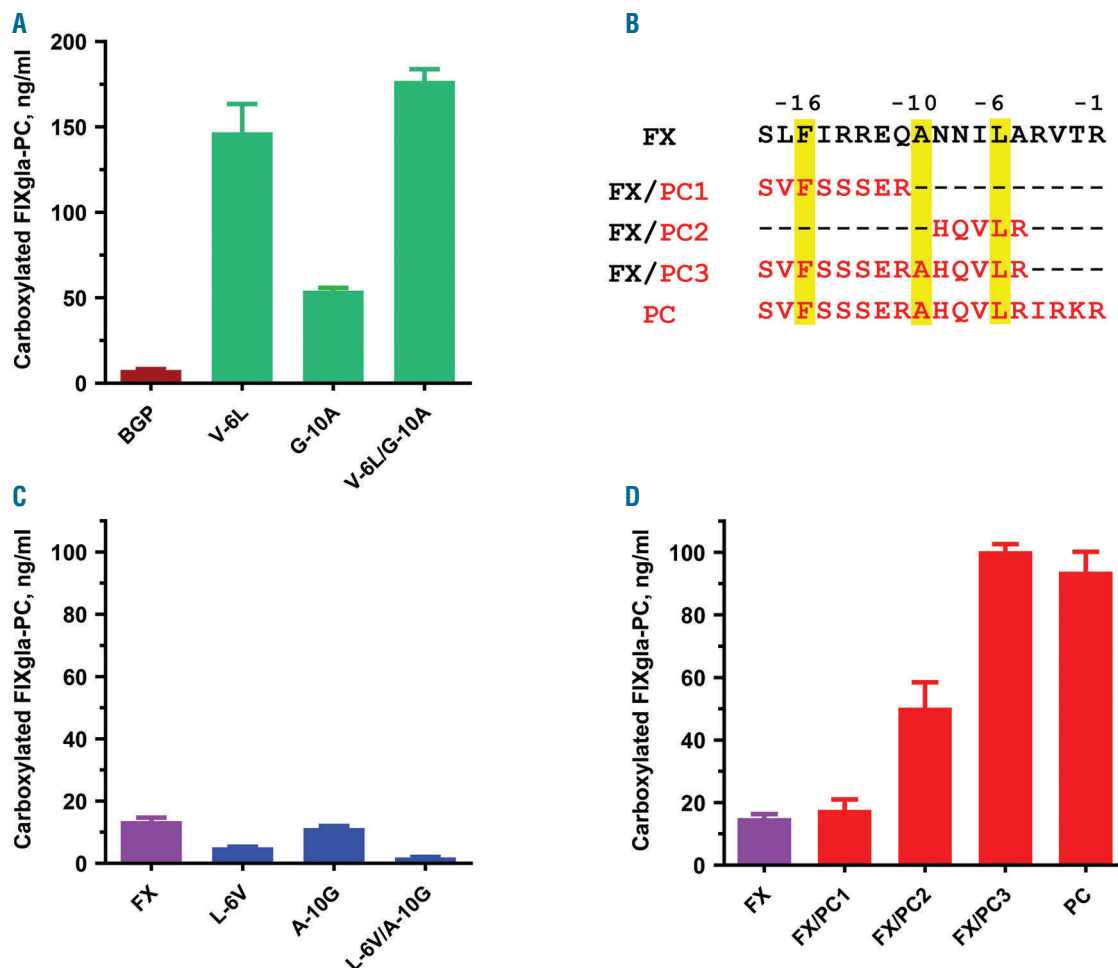 A
Carboxylated FIXgla-PC, ng/ml
200
150
100
50
0
BGP
V-6L
G-10A
V-6L/G-10A
B
-16 -10 -6 -1
FX SLFIRREQANNILARVTR
FX/PC1 SVFSSSER----------
FX/PC2 ---------HQVLR----
FX/PC3 SVFSSSERAHQVLR----
PC SVFSSSERAHQVLRIRKR
C
Carboxylated FIXgla-PC, ng/ml
100
80
60
40
20
0
FX
L-6V
A-10G
L-6V/A-10G
D
Carboxylated FIXgla-PC, ng/ml
100
80
60
40
20
0
FX
FX/PC1
FX/PC2
FX/PC3
PC